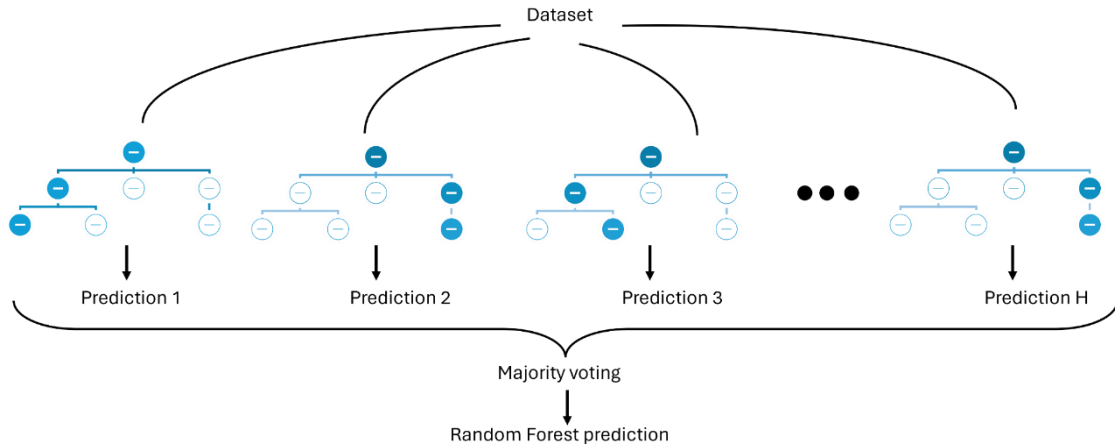 Dataset
Prediction 1
Prediction 2
Prediction 3
Prediction H
Majority voting
Random Forest prediction